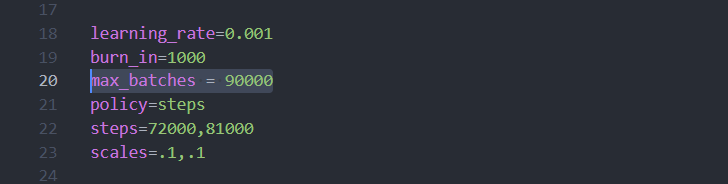 17
18 learning_rate=0.001
19 burn_in=1000
20 max_batches = 90000
21 policy=steps
22 steps=72000,81000
23 scales=.1,.1
24